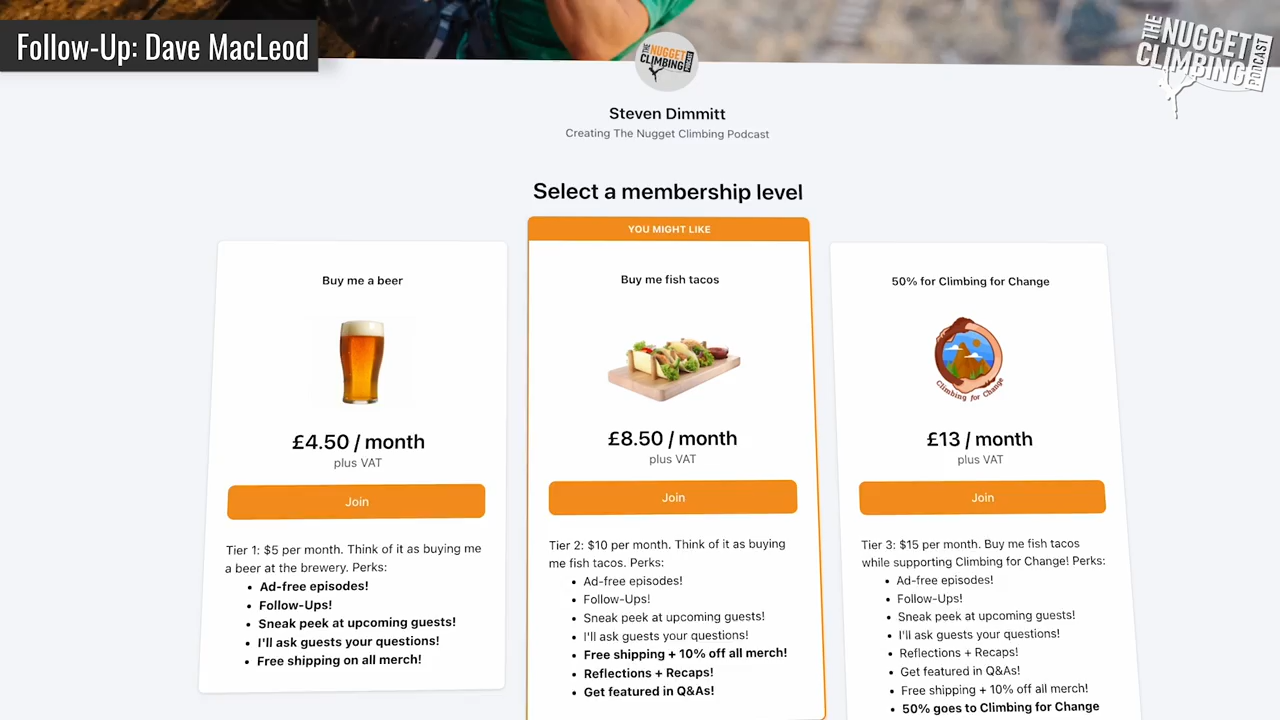 Follow-Up: Dave MacLeod
THE
NUGGET
CLIMBING
PODCAST
THE
NUGGET
CLIMBING
PODCAST
Steven Dimmitt
Creating The Nugget Climbing Podcast
Select a membership level
Buy me a beer
£4.50 / month
plus VAT
Join
Tier 1: $5 per month. Think of it as buying me
a beer at the brewery. Perks:
• Ad-free episodes!
• Follow-Ups!
• Sneak peek at upcoming guests!
• I'll ask guests your questions!
• Free shipping on all merch!
YOU MIGHT LIKE
Buy me fish tacos
£8.50 / month
plus VAT
Join
Tier 2: $10 per month. Think of it as buying
me fish tacos. Perks:
• Ad-free episodes!
• Follow-Ups!
• Sneak peek at upcoming guests!
• I'll ask guests your questions!
• Free shipping + 10% off all merch!
• Reflections + Recaps!
• Get featured in Q&As!
50% for Climbing for Change
Climbing for Change
£13 / month
plus VAT
Join
Tier 3: $15 per month. Buy me fish tacos
while supporting Climbing for Change! Perks:
• Ad-free episodes!
• Follow-Ups!
• Sneak peek at upcoming guests!
• I'll ask guests your questions!
• Reflections + Recaps!
• Get featured in Q&As!
• Free shipping + 10% off all merch!
• 50% goes to Climbing for Change